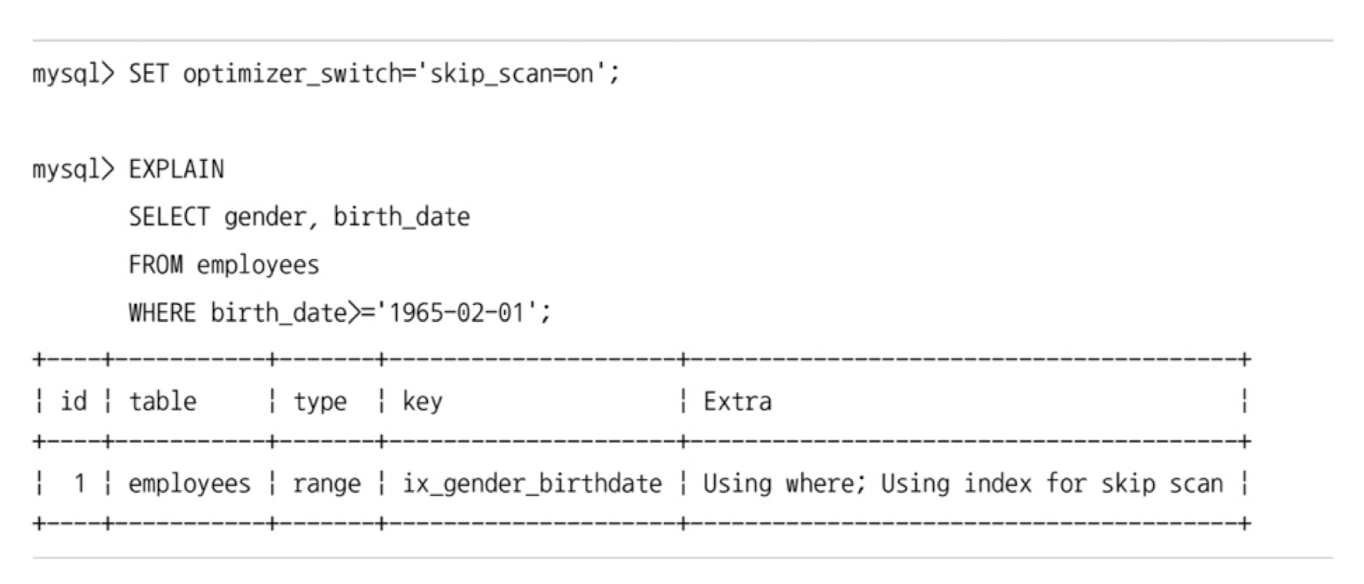 mysql> SET optimizer_switch='skip_scan=on';
mysql> EXPLAIN
SELECT gender, birth_date
FROM employees
WHERE birth_date>='1965-02-01';
+----+-----------+-------+---------------------+----------------------------------------+
¦ id ¦ table     ¦ type  ¦ key                 ¦ Extra                                  ¦
+----+-----------+-------+---------------------+----------------------------------------+
¦  1 ¦ employees ¦ range ¦ ix_gender_birthdate ¦ Using where; Using index for skip scan ¦
+----+-----------+-------+---------------------+----------------------------------------+